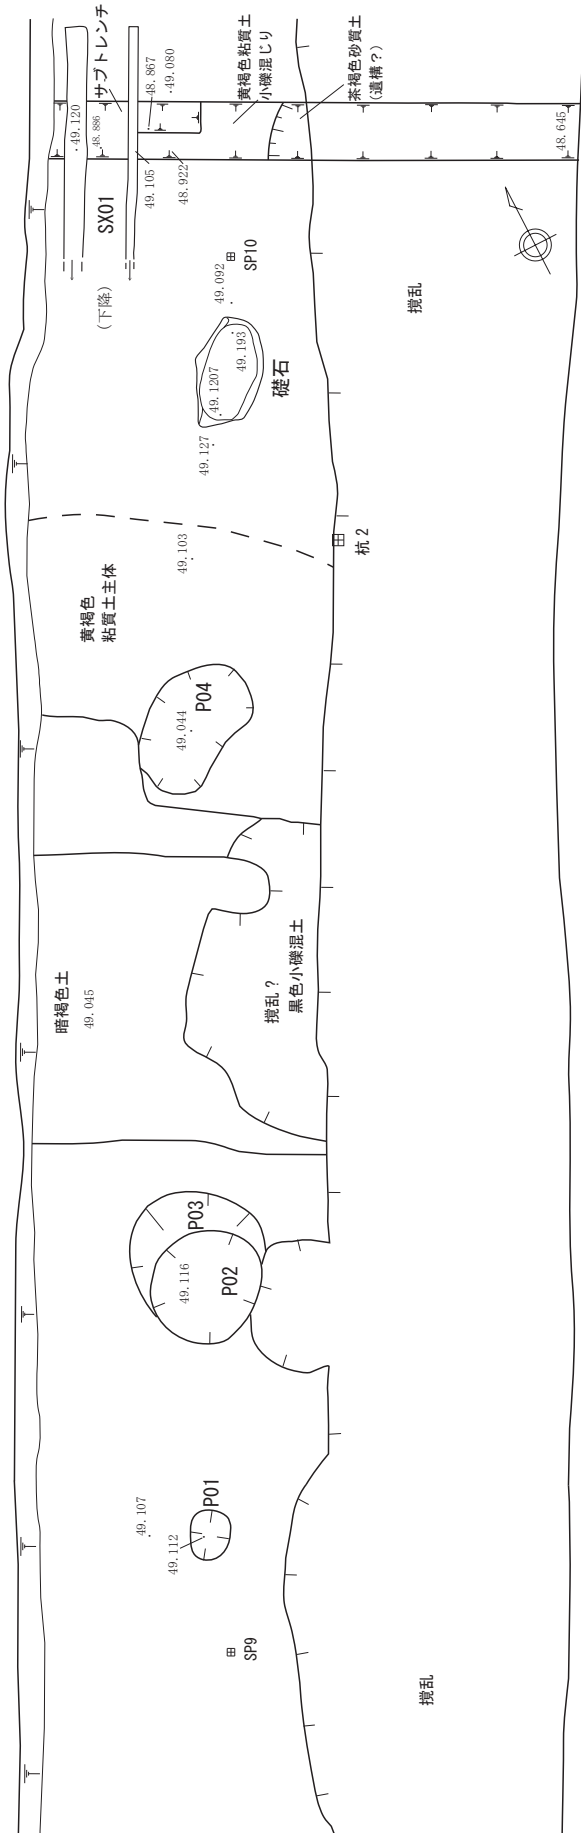 サブトレンチ
49.120
48.886
48.867
49.080
黄褐色粘質土
小礫混じり
茶褐色砂質土
(遺構？)
48.645
SX01
49.105
48.922
(下降)
SP10
49.092
49.193
49.1207
礎石
49.127
攪乱
杭2
49.103
黄褐色
粘質土主体
P04
49.044
暗褐色土
49.045
攪乱？
黒色小礫混土
P03
P02
49.116
P01
49.107
49.112
SP9
攪乱